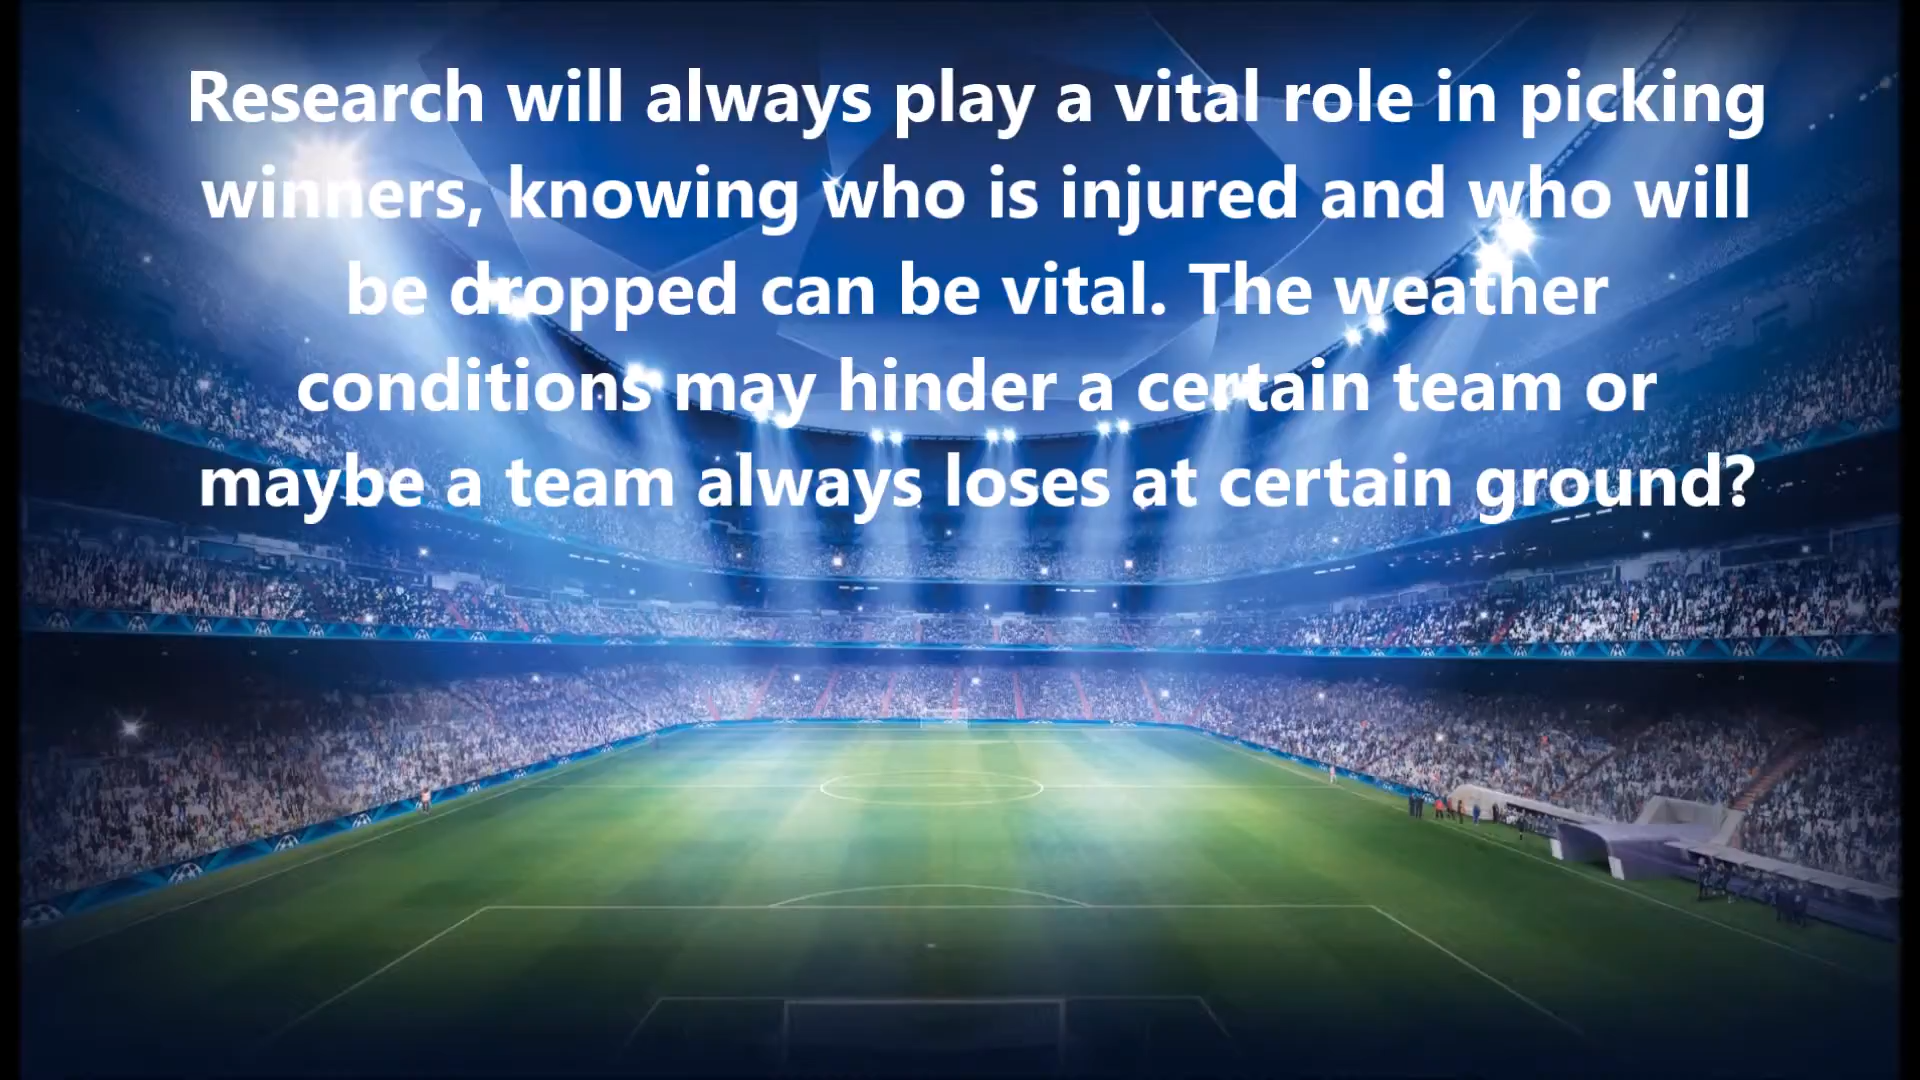 Research will always play a vital role in picking
winners, knowing who is injured and who will
be dropped can be vital. The weather
conditions may hinder a certain team or
maybe a team always loses at certain ground?